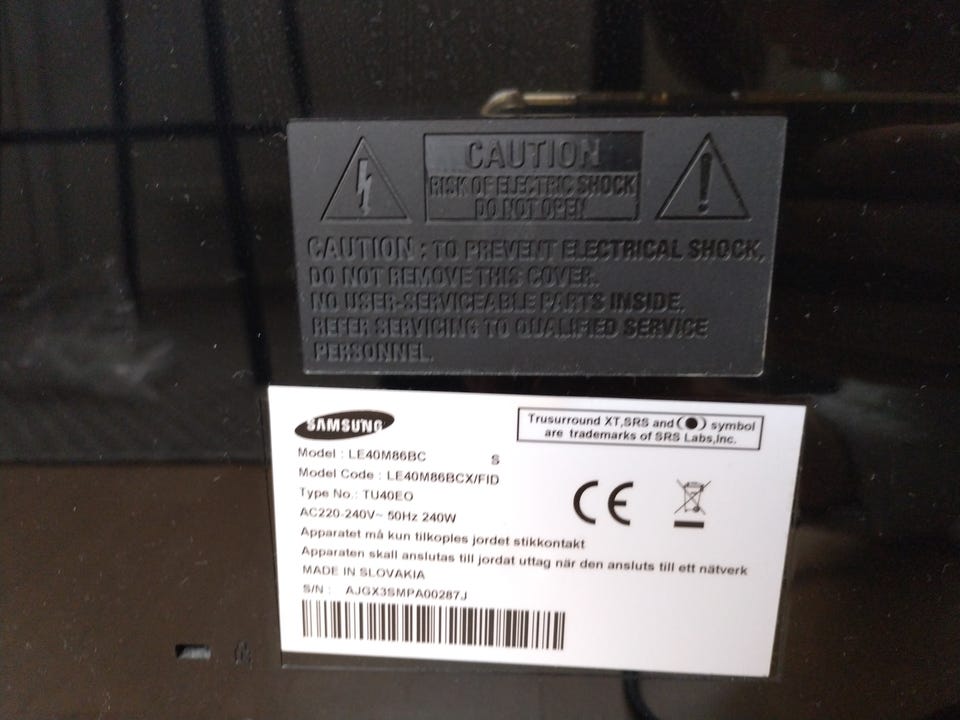 CAUTION
RISK OF ELECTRIC SHOCK
DO NOT OPEN
CAUTION : TO PREVENT ELECTRICAL SHOCK,
DO NOT REMOVE THIS COVER.
NO USER-SERVICEABLE PARTS INSIDE.
REFER SERVICING TO QUALIFIED SERVICE
PERSONNEL.
SAMSUNG
Trusurround XT,SRS and symbol
are trademarks of SRS Labs,Inc.
Model : LE40M86BC S
Model Code : LE40M86BCX/FID
Type No.: TU40EO
AC220-240V~ 50Hz 240W
CE
Apparatet må kun tilkoples jordet stikkontakt
Apparaten skall anslutas till jordat uttag när den ansluts till ett nätverk
MADE IN SLOVAKIA
S/N : AJGX3SMPA00287J